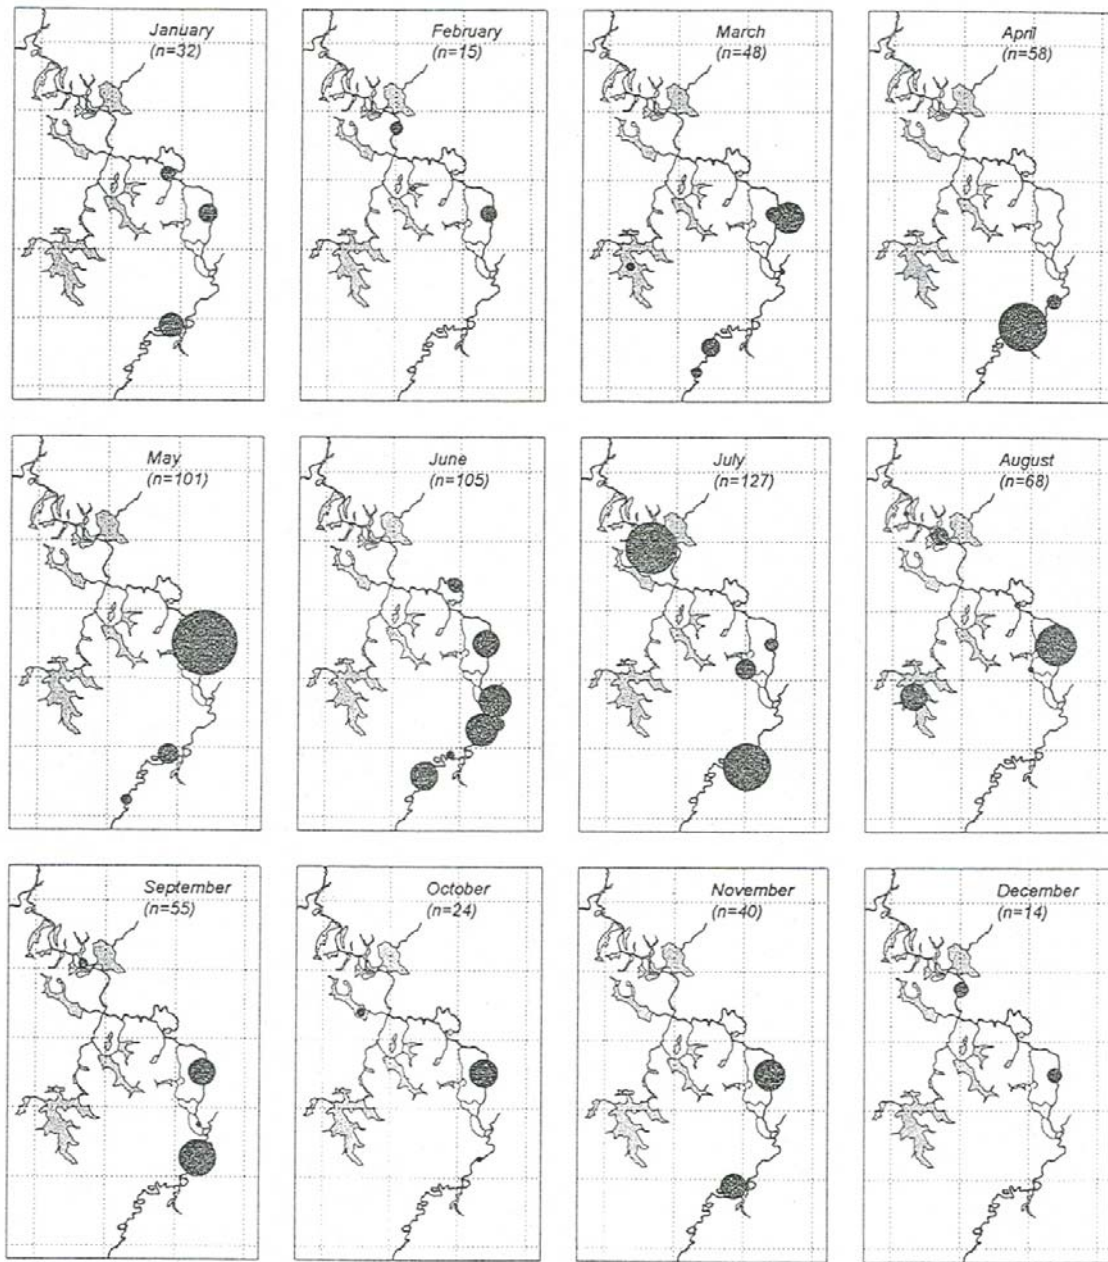 January
(n=32)
February
(n=15)
March
(n=48)
April
(n=58)
May
(n=101)
June
(n=105)
July
(n=127)
August
(n=68)
September
(n=55)
October
(n=24)
November
(n=40)
December
(n=14)